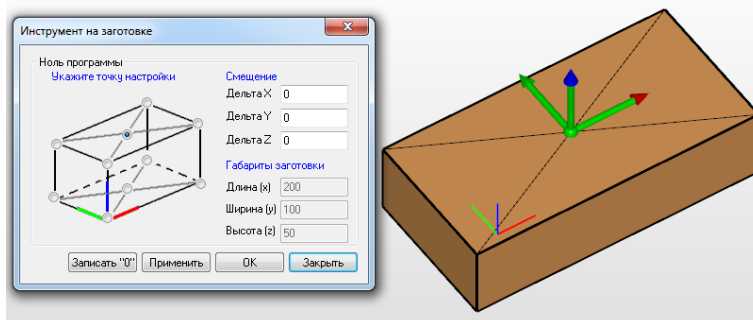 Инструмент на заготовке
Ноль программы
Укажите точку настройки
Смещение
Дельта X 0
Дельта Y 0
Дельта Z 0
Габариты заготовки
Длина (x) 200
Ширина (y) 100
Высота (z) 50
Записать "0" Применить OK Закрыть